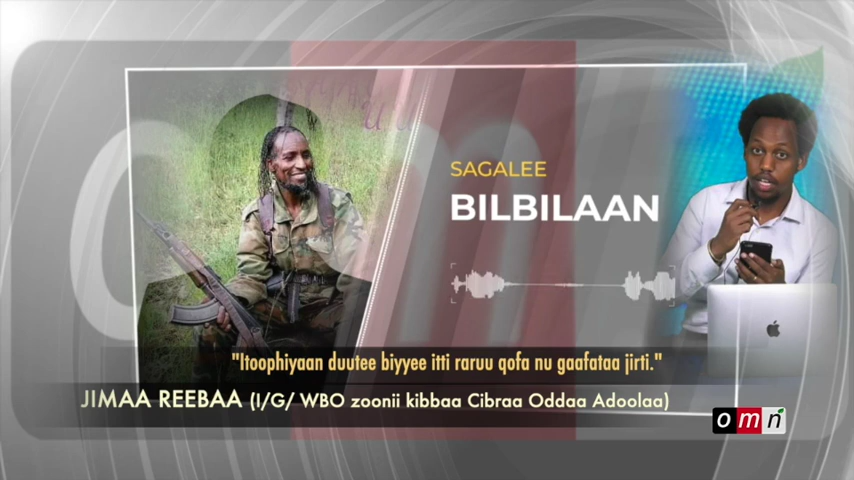 SAGALEE
BILBILAAN
"Itoophiyaan duutee biyyee itti raruu qofa nu gaafataa jirti."
JIMAA REEBAA (I/G/ WBO zoonii kibbaa Cibraa Oddaa Adoolaa)
omn